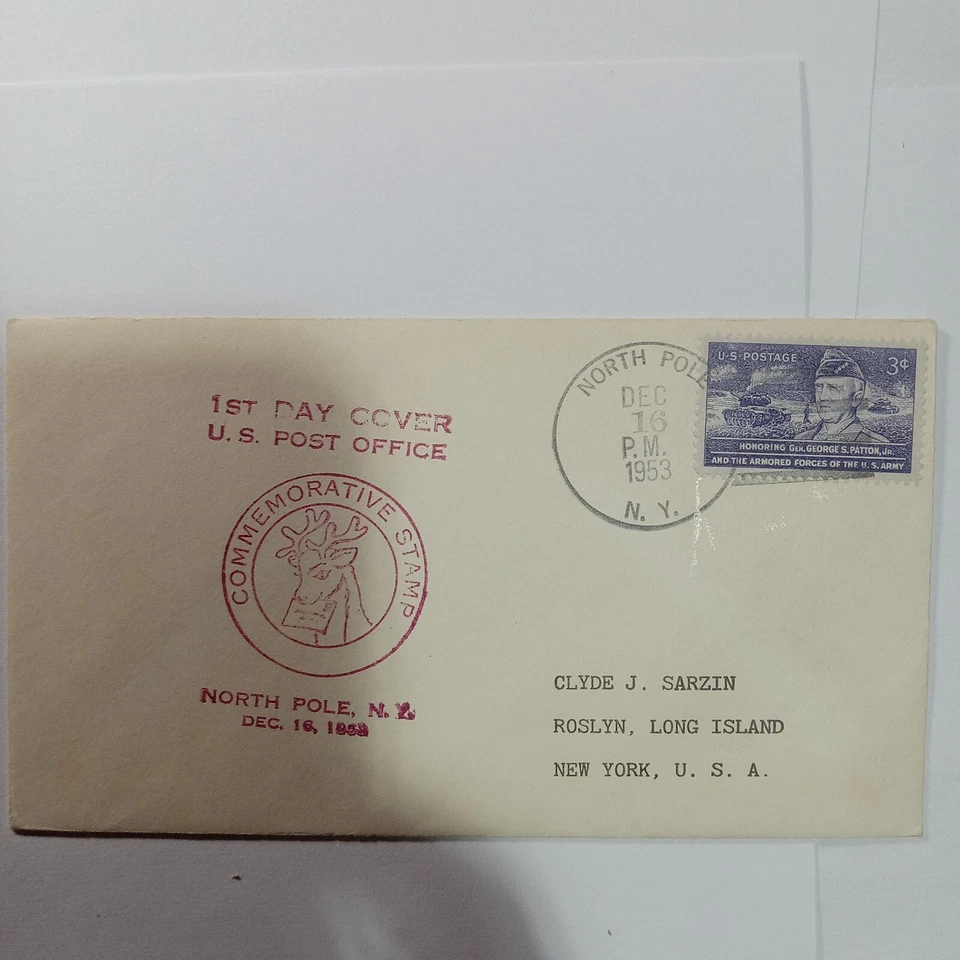 1ST DAY COVER
U. S. POST OFFICE
COMMEMORATIVE STAMP
NORTH POLE, N. Y.
DEC. 16, 1953
NORTH POLE
DEC
16
P. M.
1953
N. Y.
U·S·POSTAGE
3¢
HONORING GEN. GEORGE S. PATTON, JR.
AND THE ARMORED FORCES OF THE U. S. ARMY
CLYDE J. SARZIN
ROSLYN, LONG ISLAND
NEW YORK, U. S. A.